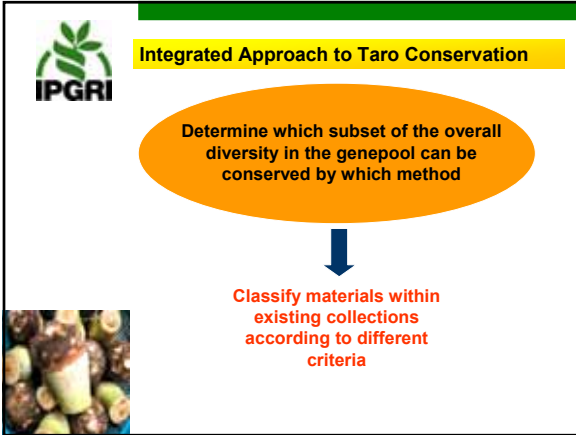 Integrated Approach to Taro Conservation
IPGRI
Determine which subset of the overall
diversity in the genepool can be
conserved by which method
Classify materials within
existing collections
according to different
criteria